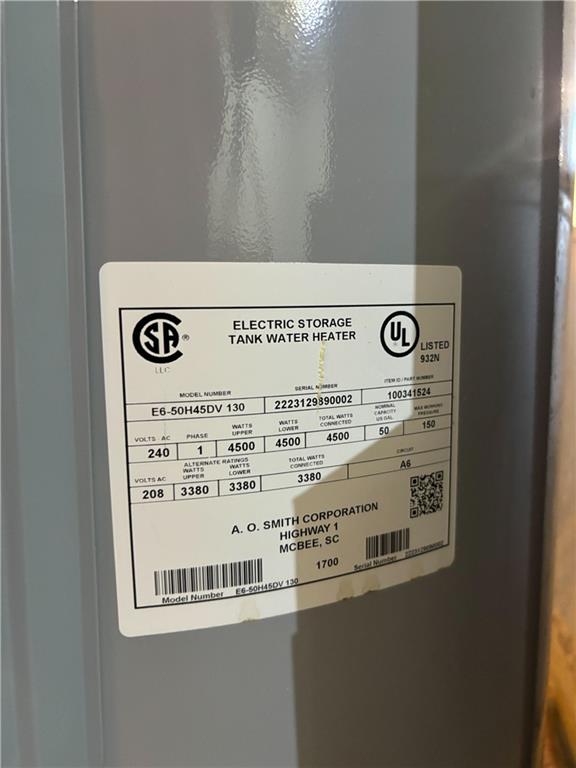 SA ®
LLC
ELECTRIC STORAGE
TANK WATER HEATER
UL LISTED
932N
MODEL NUMBER SERIAL NUMBER ITEM ID / PART NUMBER
E6-50H45DV 130 2223129890002 100341524
VOLTS - AC PHASE WATTS UPPER WATTS LOWER TOTAL WATTS CONNECTED NOMINAL CAPACITY US GAL MAX WORKING PRESSURE
240 1 4500 4500 4500 50 150
ALTERNATE RATINGS
VOLTS AC WATTS UPPER WATTS LOWER TOTAL WATTS CONNECTED CIRCUIT
208 3380 3380 3380 A6
A. O. SMITH CORPORATION
HIGHWAY 1
MCBEE, SC
1700
Model Number E6-50H45DV 130
Serial Number 2223129890002